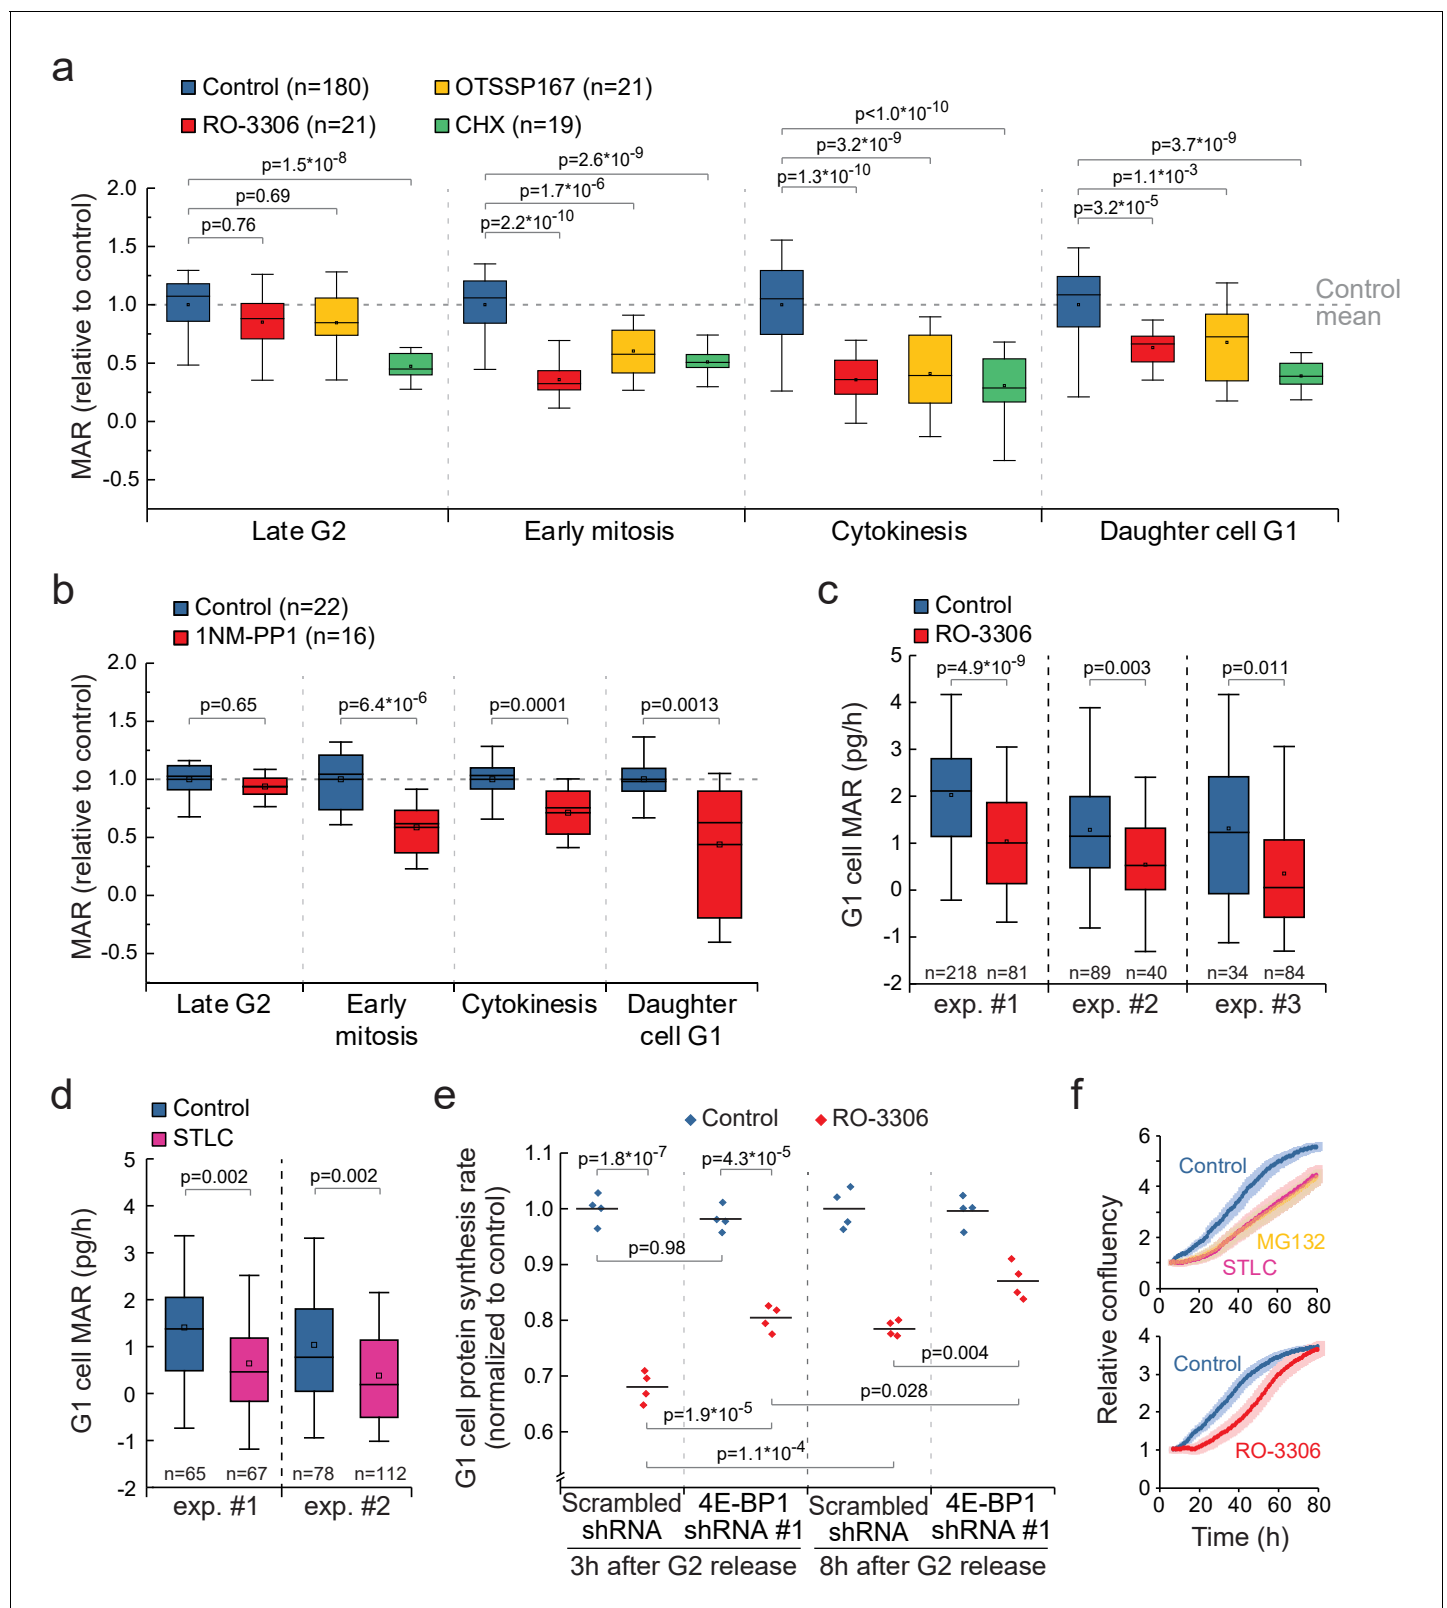 a
Control (n=180)
OTSSP167 (n=21)
RO-3306 (n=21)
CHX (n=19)
p<1.0*10-10
p=1.5*10-8
p=2.6*10-9
p=3.2*10-9
p=3.7*10-9
p=0.69
p=1.7*10-6
p=1.3*10-10
p=1.1*10-3
p=0.76
p=2.2*10-10
p=3.2*10-5
MAR (relative to control)
2.0
1.5
1.0
0.5
0.0
-0.5
Control
mean
Late G2
Early mitosis
Cytokinesis
Daughter cell G1
b
Control (n=22)
1NM-PP1 (n=16)
MAR (relative to control)
2.0
1.5
1.0
0.5
0.0
-0.5
p=0.65
p=6.4*10-6
p=0.0001
p=0.0013
Late G2
Early
mitosis
Cytokinesis
Daughter
cell G1
c
Control
RO-3306
G1 cell MAR (pg/h)
5
4
3
2
1
0
-1
-2
p=4.9*10-9
p=0.003
p=0.011
n=218
n=81
n=89
n=40
n=34
n=84
exp. #1
exp. #2
exp. #3
d
Control
STLC
G1 cell MAR (pg/h)
5
4
3
2
1
0
-1
-2
p=0.002
p=0.002
n=65
n=67
n=78
n=112
exp. #1
exp. #2
e
Control
RO-3306
G1 cell protein synthesis rate
(normalized to control)
1.1
1.0
0.9
0.8
0.7
0.6
p=1.8*10-7
p=4.3*10-5
p=0.98
p=0.004
p=0.028
p=1.9*10-5
p=1.1*10-4
Scrambled
shRNA
4E-BP1
shRNA #1
Scrambled
shRNA
4E-BP1
shRNA #1
3h after G2 release
8h after G2 release
f
Relative confluency
6
5
4
3
2
1
0
Control
MG132
STLC
0
20
40
60
80
4
3
2
1
0
Control
RO-3306
0
20
40
60
80
Time (h)